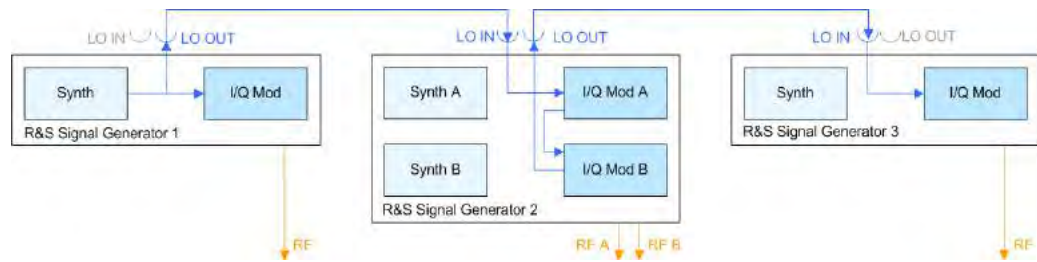 LO IN LO OUT LO IN LO OUT LO IN LO OUT
Synth I/Q Mod Synth A I/Q Mod A Synth I/Q Mod
R&S Signal Generator 1 R&S Signal Generator 3
Synth B I/Q Mod B
R&S Signal Generator 2
RF RF A RF B RF